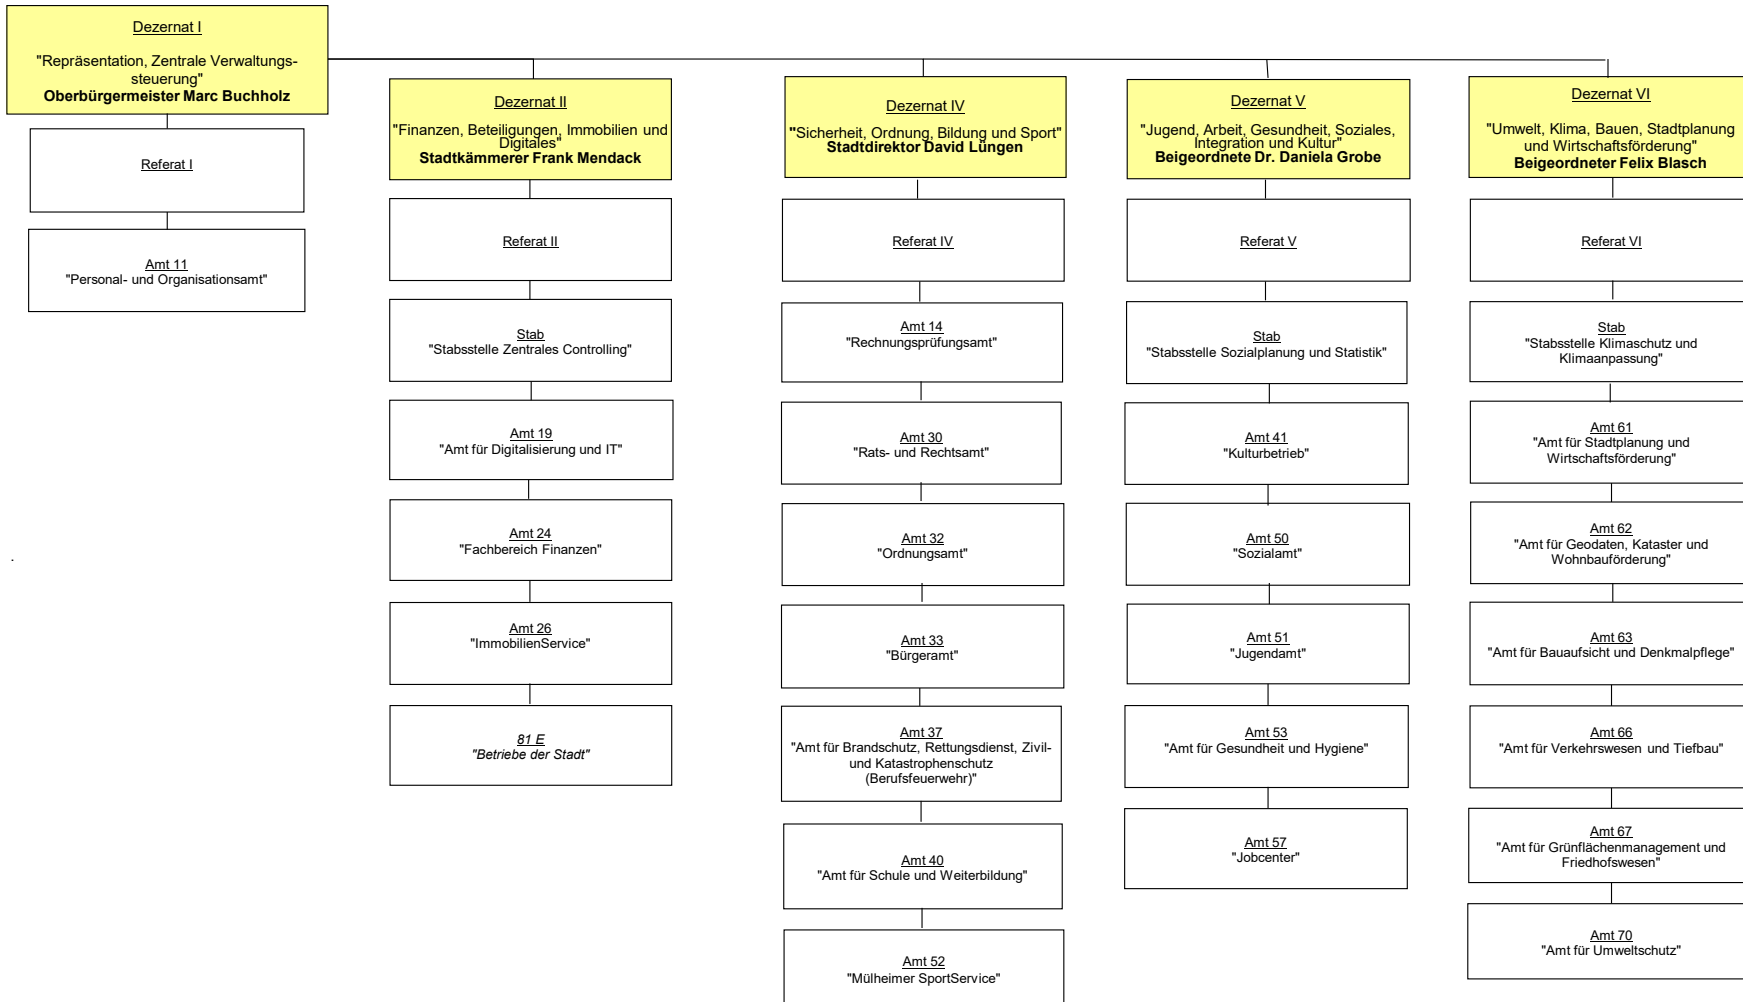 Dezernat I
"Repräsentation, Zentrale Verwaltungs-
steuerung"
Oberbürgermeister Marc Buchholz
Referat I
Amt 11
"Personal- und Organisationsamt"
Dezernat II
"Finanzen, Beteiligungen, Immobilien und
Digitales"
Stadtkämmerer Frank Mendack
Referat II
Stab
"Stabsstelle Zentrales Controlling"
Amt 19
"Amt für Digitalisierung und IT"
Amt 24
"Fachbereich Finanzen"
Amt 26
"ImmobilienService"
81 E
"Betriebe der Stadt"
Dezernat IV
"Sicherheit, Ordnung, Bildung und Sport"
Stadtdirektor David Lüngen
Referat IV
Amt 14
"Rechnungsprüfungsamt"
Amt 30
"Rats- und Rechtsamt"
Amt 32
"Ordnungsamt"
Amt 33
"Bürgeramt"
Amt 37
"Amt für Brandschutz, Rettungsdienst, Zivil-
und Katastrophenschutz
(Berufsfeuerwehr)"
Amt 40
"Amt für Schule und Weiterbildung"
Amt 52
"Mülheimer SportService"
Dezernat V
"Jugend, Arbeit, Gesundheit, Soziales,
Integration und Kultur"
Beigeordnete Dr. Daniela Grobe
Referat V
Stab
"Stabsstelle Sozialplanung und Statistik"
Amt 41
"Kulturbetrieb"
Amt 50
"Sozialamt"
Amt 51
"Jugendamt"
Amt 53
"Amt für Gesundheit und Hygiene"
Amt 57
"Jobcenter"
Dezernat VI
"Umwelt, Klima, Bauen, Stadtplanung
und Wirtschaftsförderung"
Beigeordneter Felix Blasch
Referat VI
Stab
"Stabsstelle Klimaschutz und
Klimaanpassung"
Amt 61
"Amt für Stadtplanung und
Wirtschaftsförderung"
Amt 62
"Amt für Geodaten, Kataster und
Wohnbauförderung"
Amt 63
"Amt für Bauaufsicht und Denkmalpflege"
Amt 66
"Amt für Verkehrswesen und Tiefbau"
Amt 67
"Amt für Grünflächenmanagement und
Friedhofswesen"
Amt 70
"Amt für Umweltschutz"